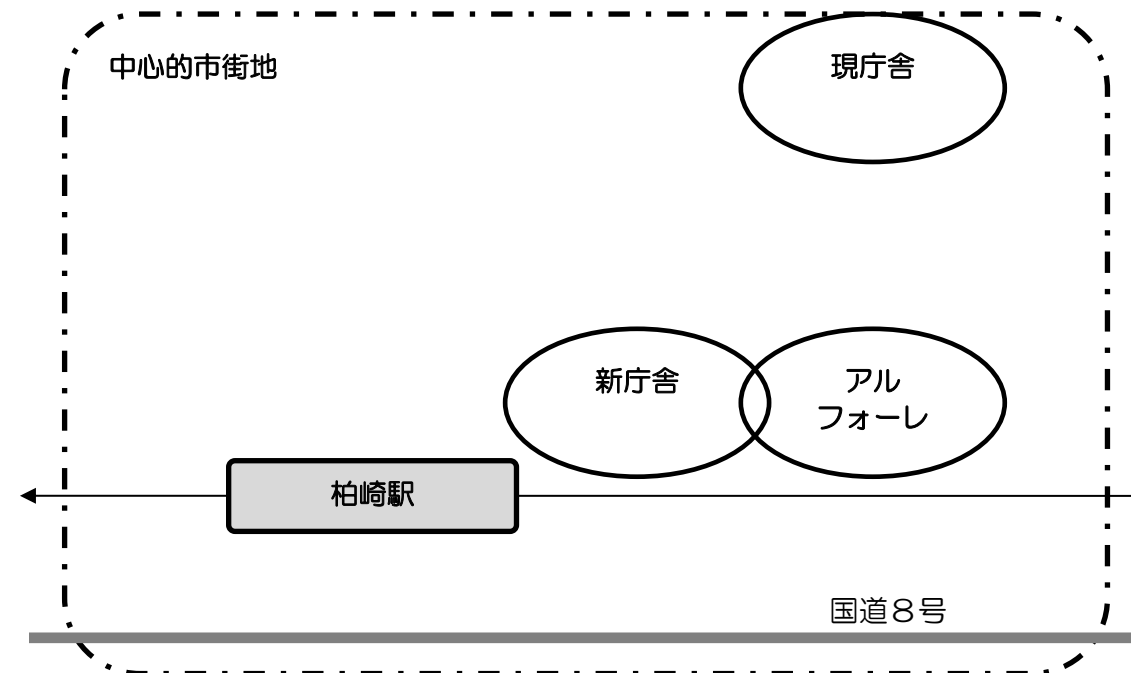 中心的市街地
現庁舎
新庁舎
アル
フォーレ
柏崎駅
国道８号